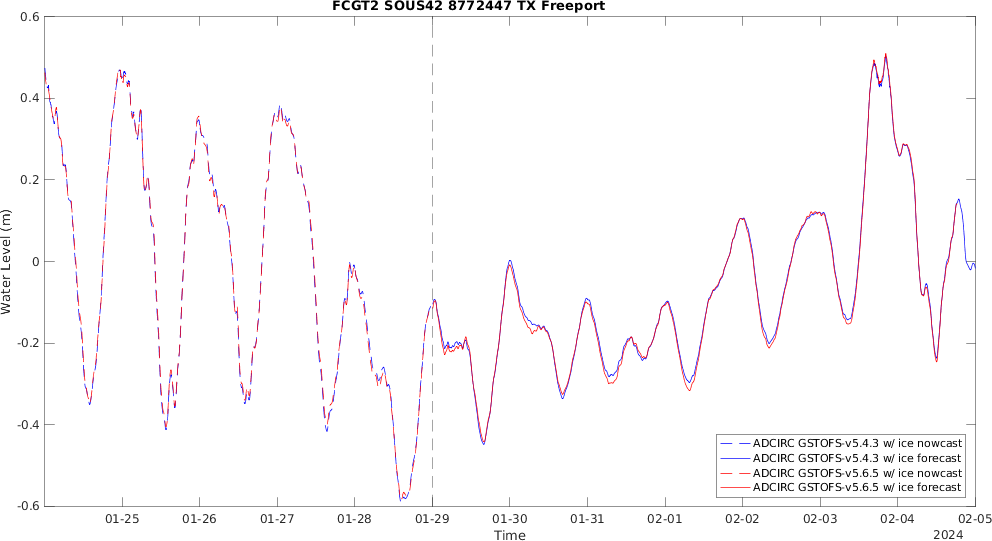 FCGT2 SOUS42 8772447 TX Freeport
0.6
0.4
0.2
0
-0.2
-0.4
-0.6
Water Level (m)
ADCIRC GSTOFS-v5.4.3 w/ ice nowcast
ADCIRC GSTOFS-v5.4.3 w/ ice forecast
ADCIRC GSTOFS-v5.6.5 w/ ice nowcast
ADCIRC GSTOFS-v5.6.5 w/ ice forecast
01-25 01-26 01-27 01-28 01-29 01-30 01-31 02-01 02-02 02-03 02-04 02-05
Time
2024